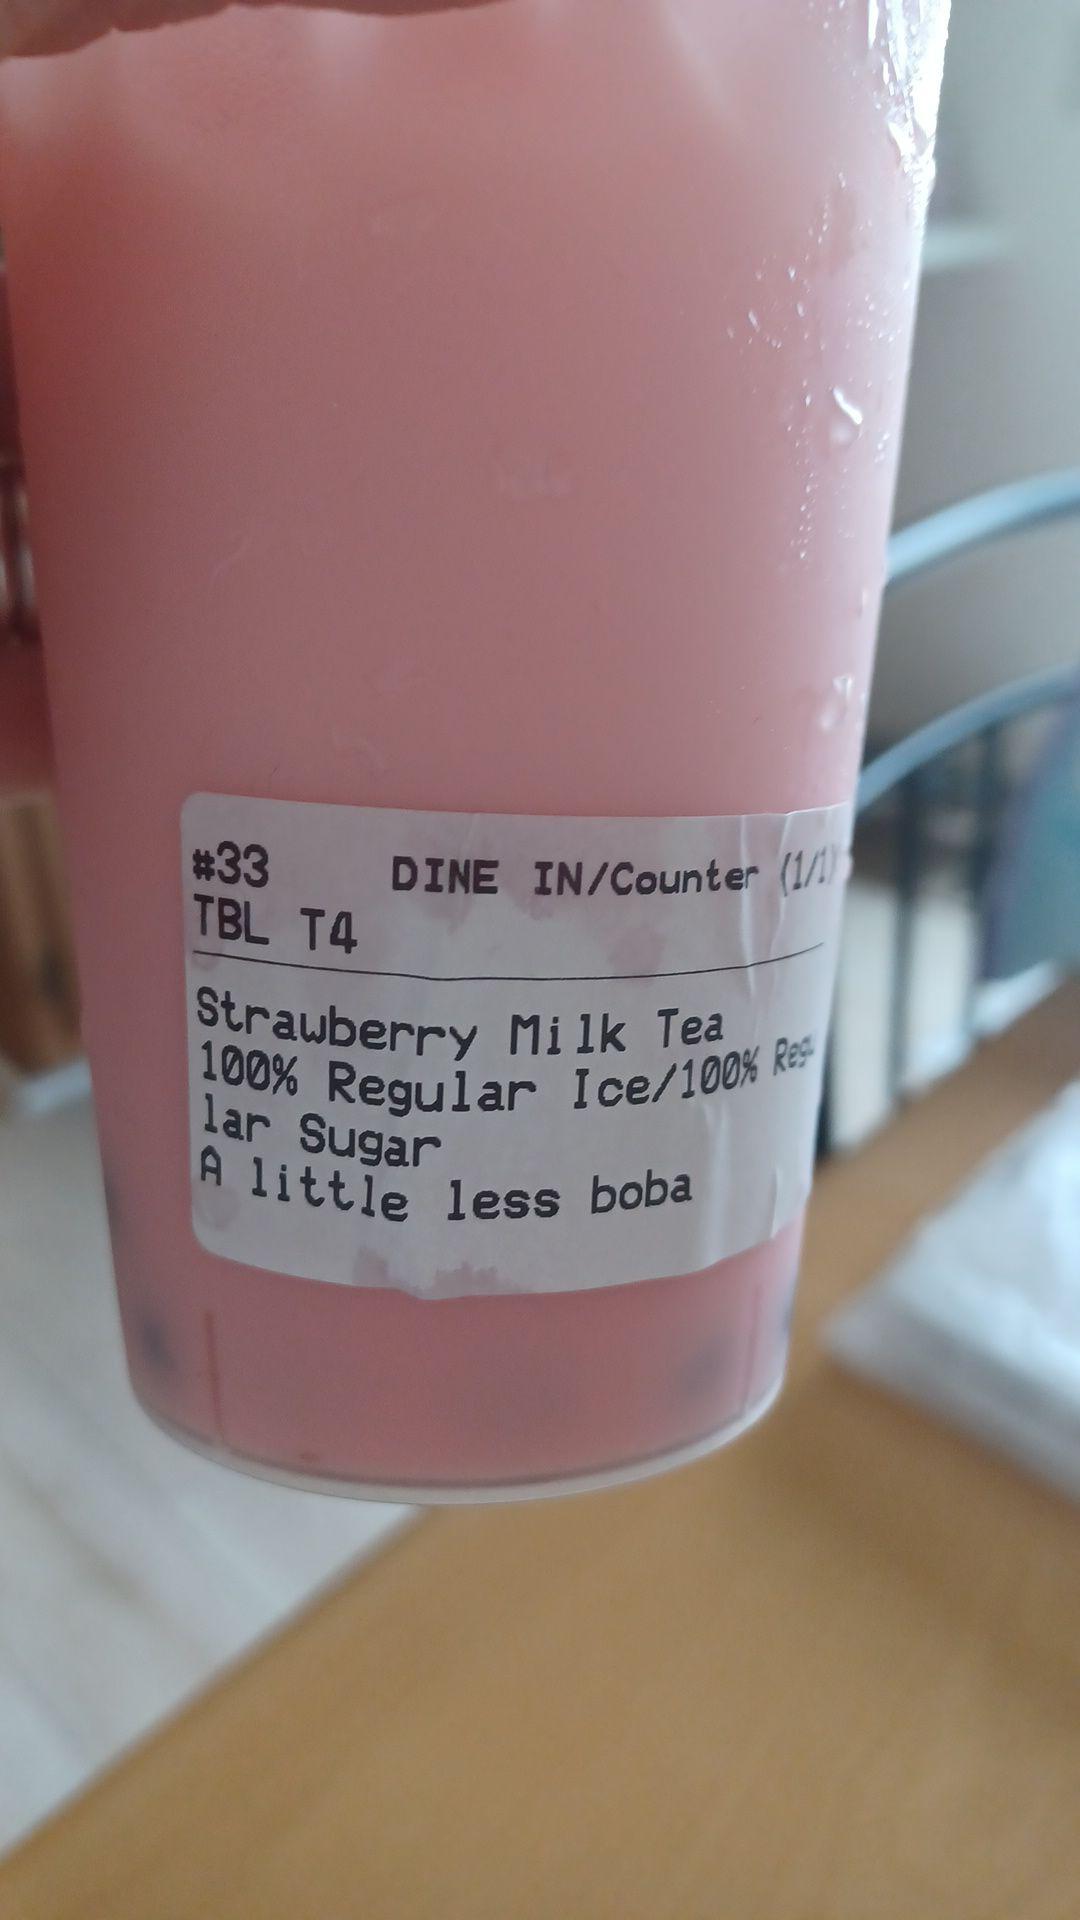 #33 DINE IN/Counter (1/1)
TBL T4
Strawberry Milk Tea
100% Regular Ice/100% Regu
lar Sugar
A little less boba